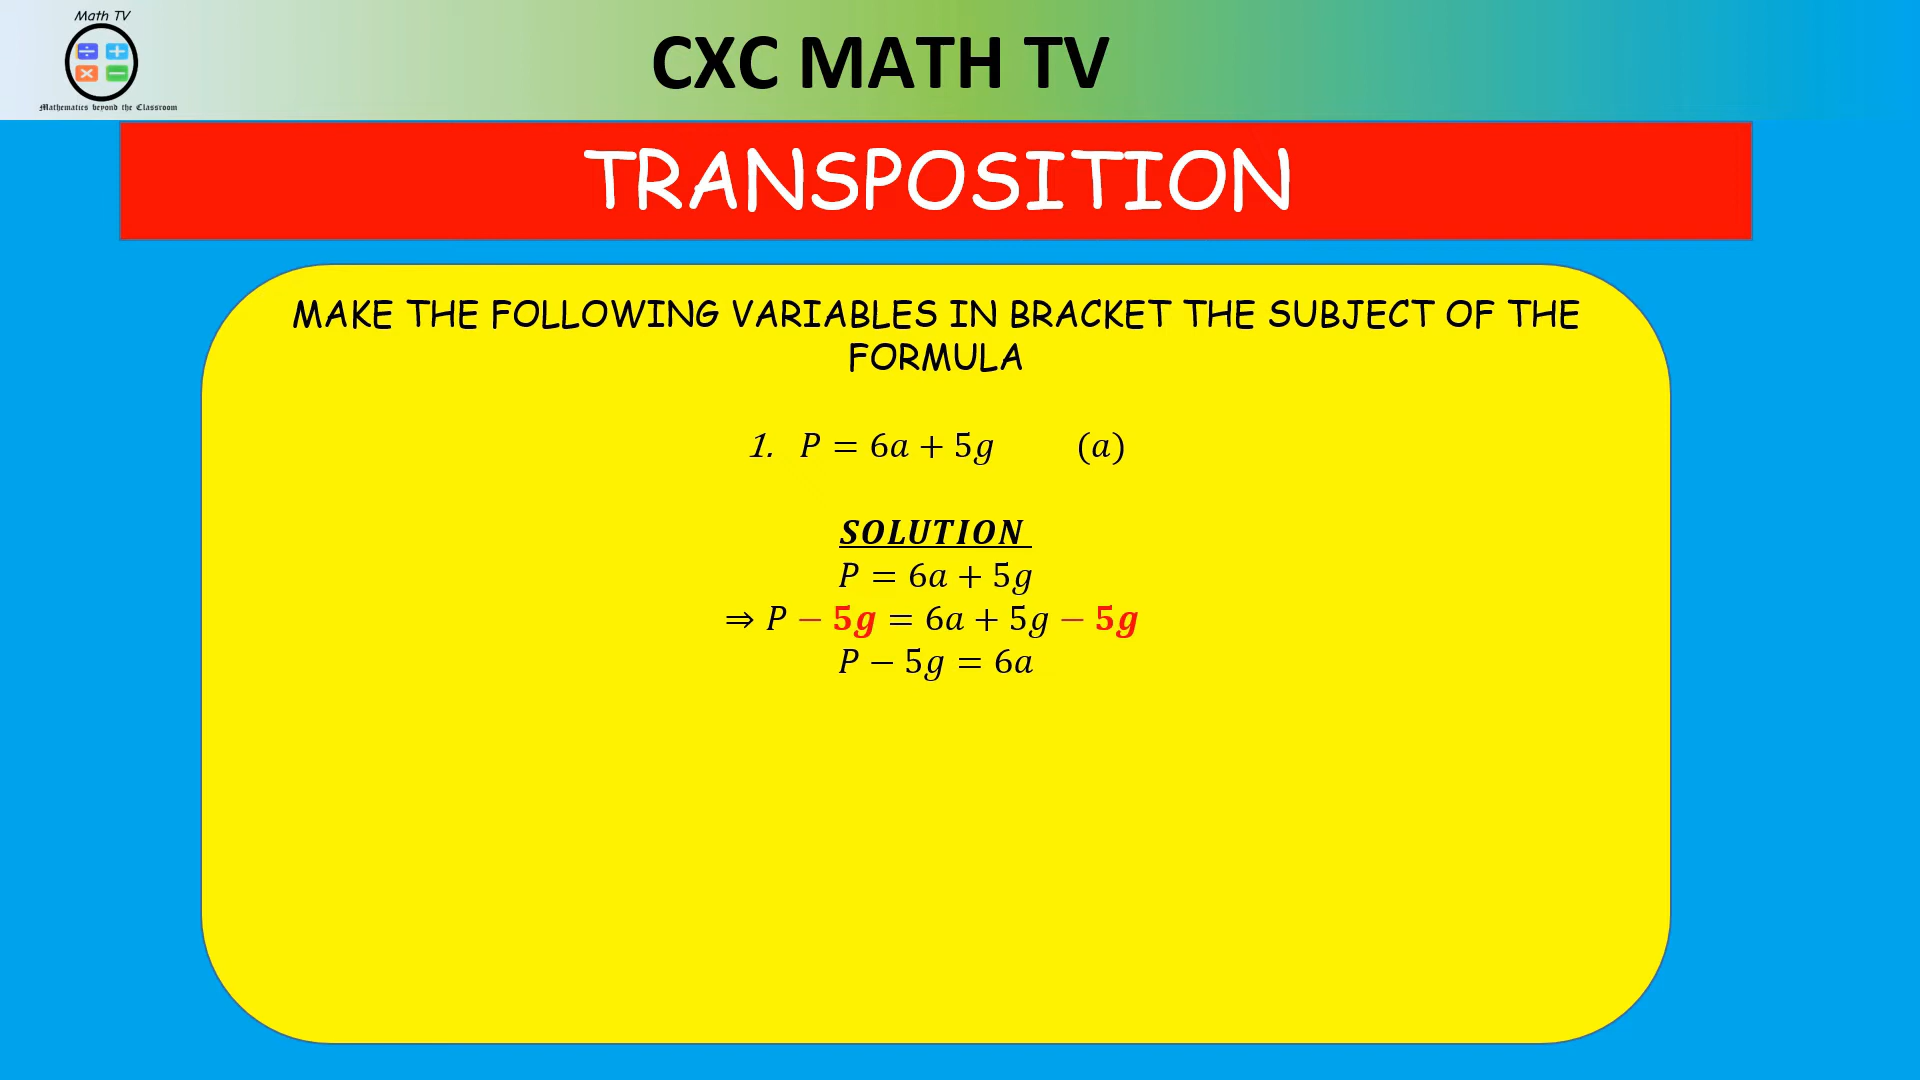 Math TV
Mathematics beyond the Classroom
CXC MATH TV
TRANSPOSITION
MAKE THE FOLLOWING VARIABLES IN BRACKET THE SUBJECT OF THE
FORMULA
1. P = 6a + 5g (a)
SOLUTION
P = 6a + 5g
⇒ P − 5g = 6a + 5g − 5g
P − 5g = 6a